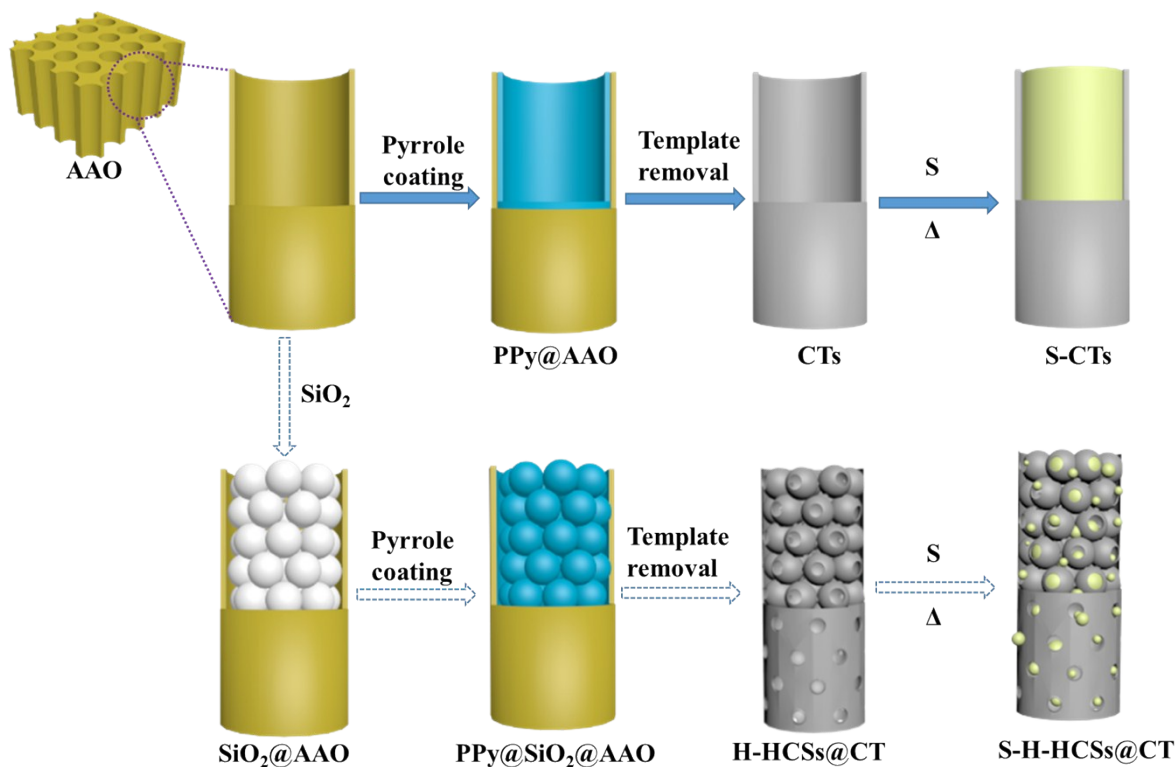 AAO
Pyrrole
coating
Template
removal
S
Δ
PPy@AAO
CTs
S-CTs
SiO₂
Pyrrole
coating
Template
removal
S
Δ
SiO₂@AAO
PPy@SiO₂@AAO
H-HCSs@CT
S-H-HCSs@CT